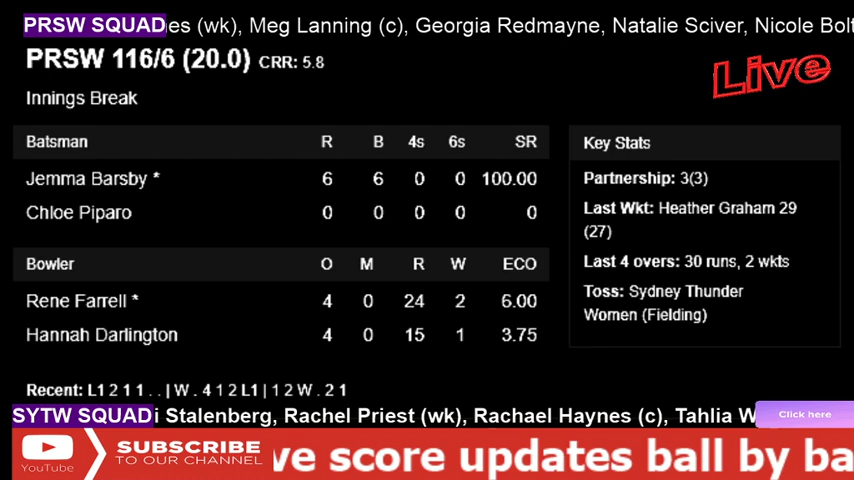 PRSW SQUAD es (wk), Meg Lanning (c), Georgia Redmayne, Natalie Sciver, Nicole Bolt
PRSW 116/6 (20.0) CRR: 5.8
Live
Innings Break
Batsman R B 4s 6s SR
Jemma Barsby * 6 6 0 0 100.00
Chloe Piparo 0 0 0 0 0
Bowler O M R W ECO
Rene Farrell * 4 0 24 2 6.00
Hannah Darlington 4 0 15 1 3.75
Key Stats
Partnership: 3(3)
Last Wkt: Heather Graham 29
(27)
Last 4 overs: 30 runs, 2 wkts
Toss: Sydney Thunder
Women (Fielding)
Recent: L1 2 1 1 . . | W . 4 1 2 L1 | 1 2 W . 2 1
SYTW SQUAD i Stalenberg, Rachel Priest (wk), Rachael Haynes (c), Tahlia W
Click here
YouTube
SUBSCRIBE
TO OUR CHANNEL
ve score updates ball by ba